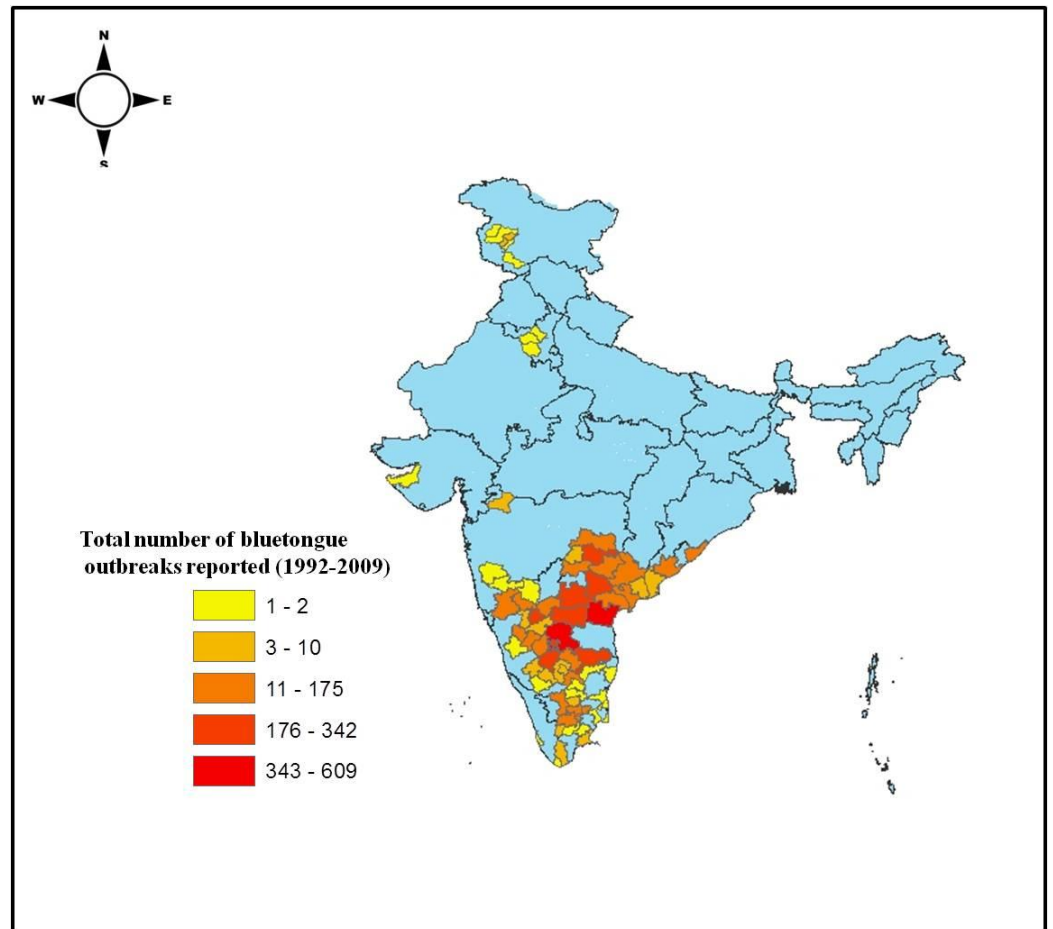 N
W E
S
Total number of bluetongue
outbreaks reported (1992-2009)
1 - 2
3 - 10
11 - 175
176 - 342
343 - 609